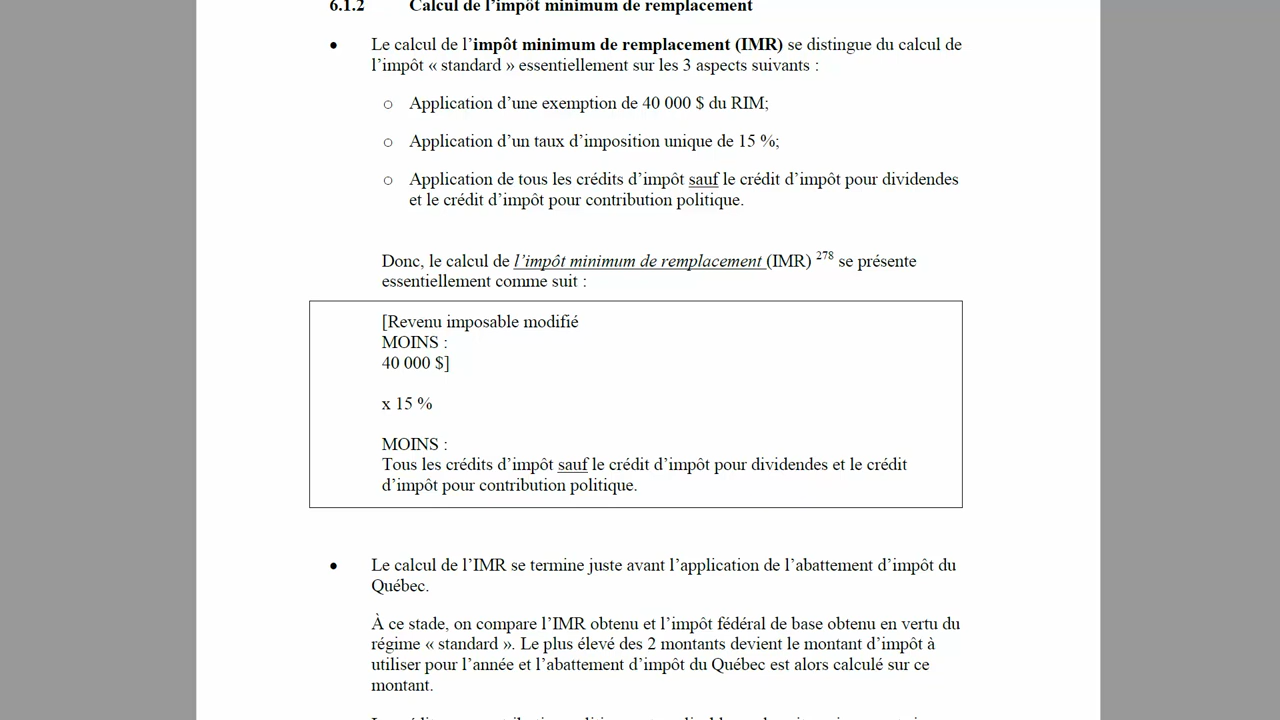 6.1.2 Calcul de l’impôt minimum de remplacement
• Le calcul de l’impôt minimum de remplacement (IMR) se distingue du calcul de
l’impôt « standard » essentiellement sur les 3 aspects suivants :
○ Application d’une exemption de 40 000 $ du RIM;
○ Application d’un taux d’imposition unique de 15 %;
○ Application de tous les crédits d’impôt sauf le crédit d’impôt pour dividendes
et le crédit d’impôt pour contribution politique.
Donc, le calcul de l’impôt minimum de remplacement (IMR) 278 se présente
essentiellement comme suit :
[Revenu imposable modifié
MOINS :
40 000 $]
x 15 %
MOINS :
Tous les crédits d’impôt sauf le crédit d’impôt pour dividendes et le crédit
d’impôt pour contribution politique.
• Le calcul de l’IMR se termine juste avant l’application de l’abattement d’impôt du
Québec.
À ce stade, on compare l’IMR obtenu et l’impôt fédéral de base obtenu en vertu du
régime « standard ». Le plus élevé des 2 montants devient le montant d’impôt à
utiliser pour l’année et l’abattement d’impôt du Québec est alors calculé sur ce
montant.